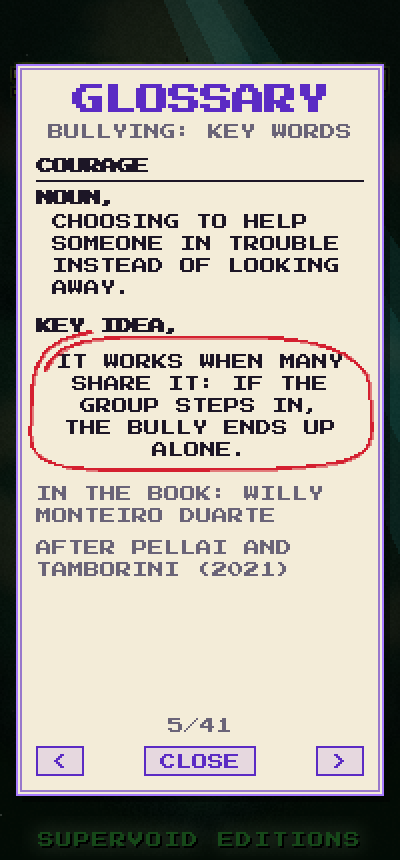 GLOSSARY
BULLYING: KEY WORDS
COURAGE
NOUN,
CHOOSING TO HELP
SOMEONE IN TROUBLE
INSTEAD OF LOOKING
AWAY.
KEY IDEA,
IT WORKS WHEN MANY
SHARE IT: IF THE
GROUP STEPS IN,
THE BULLY ENDS UP
ALONE.
IN THE BOOK: WILLY
MONTEIRO DUARTE
AFTER PELLAI AND
TAMBORINI (2021)
5/41
< CLOSE >
SUPERVOID EDITIONS